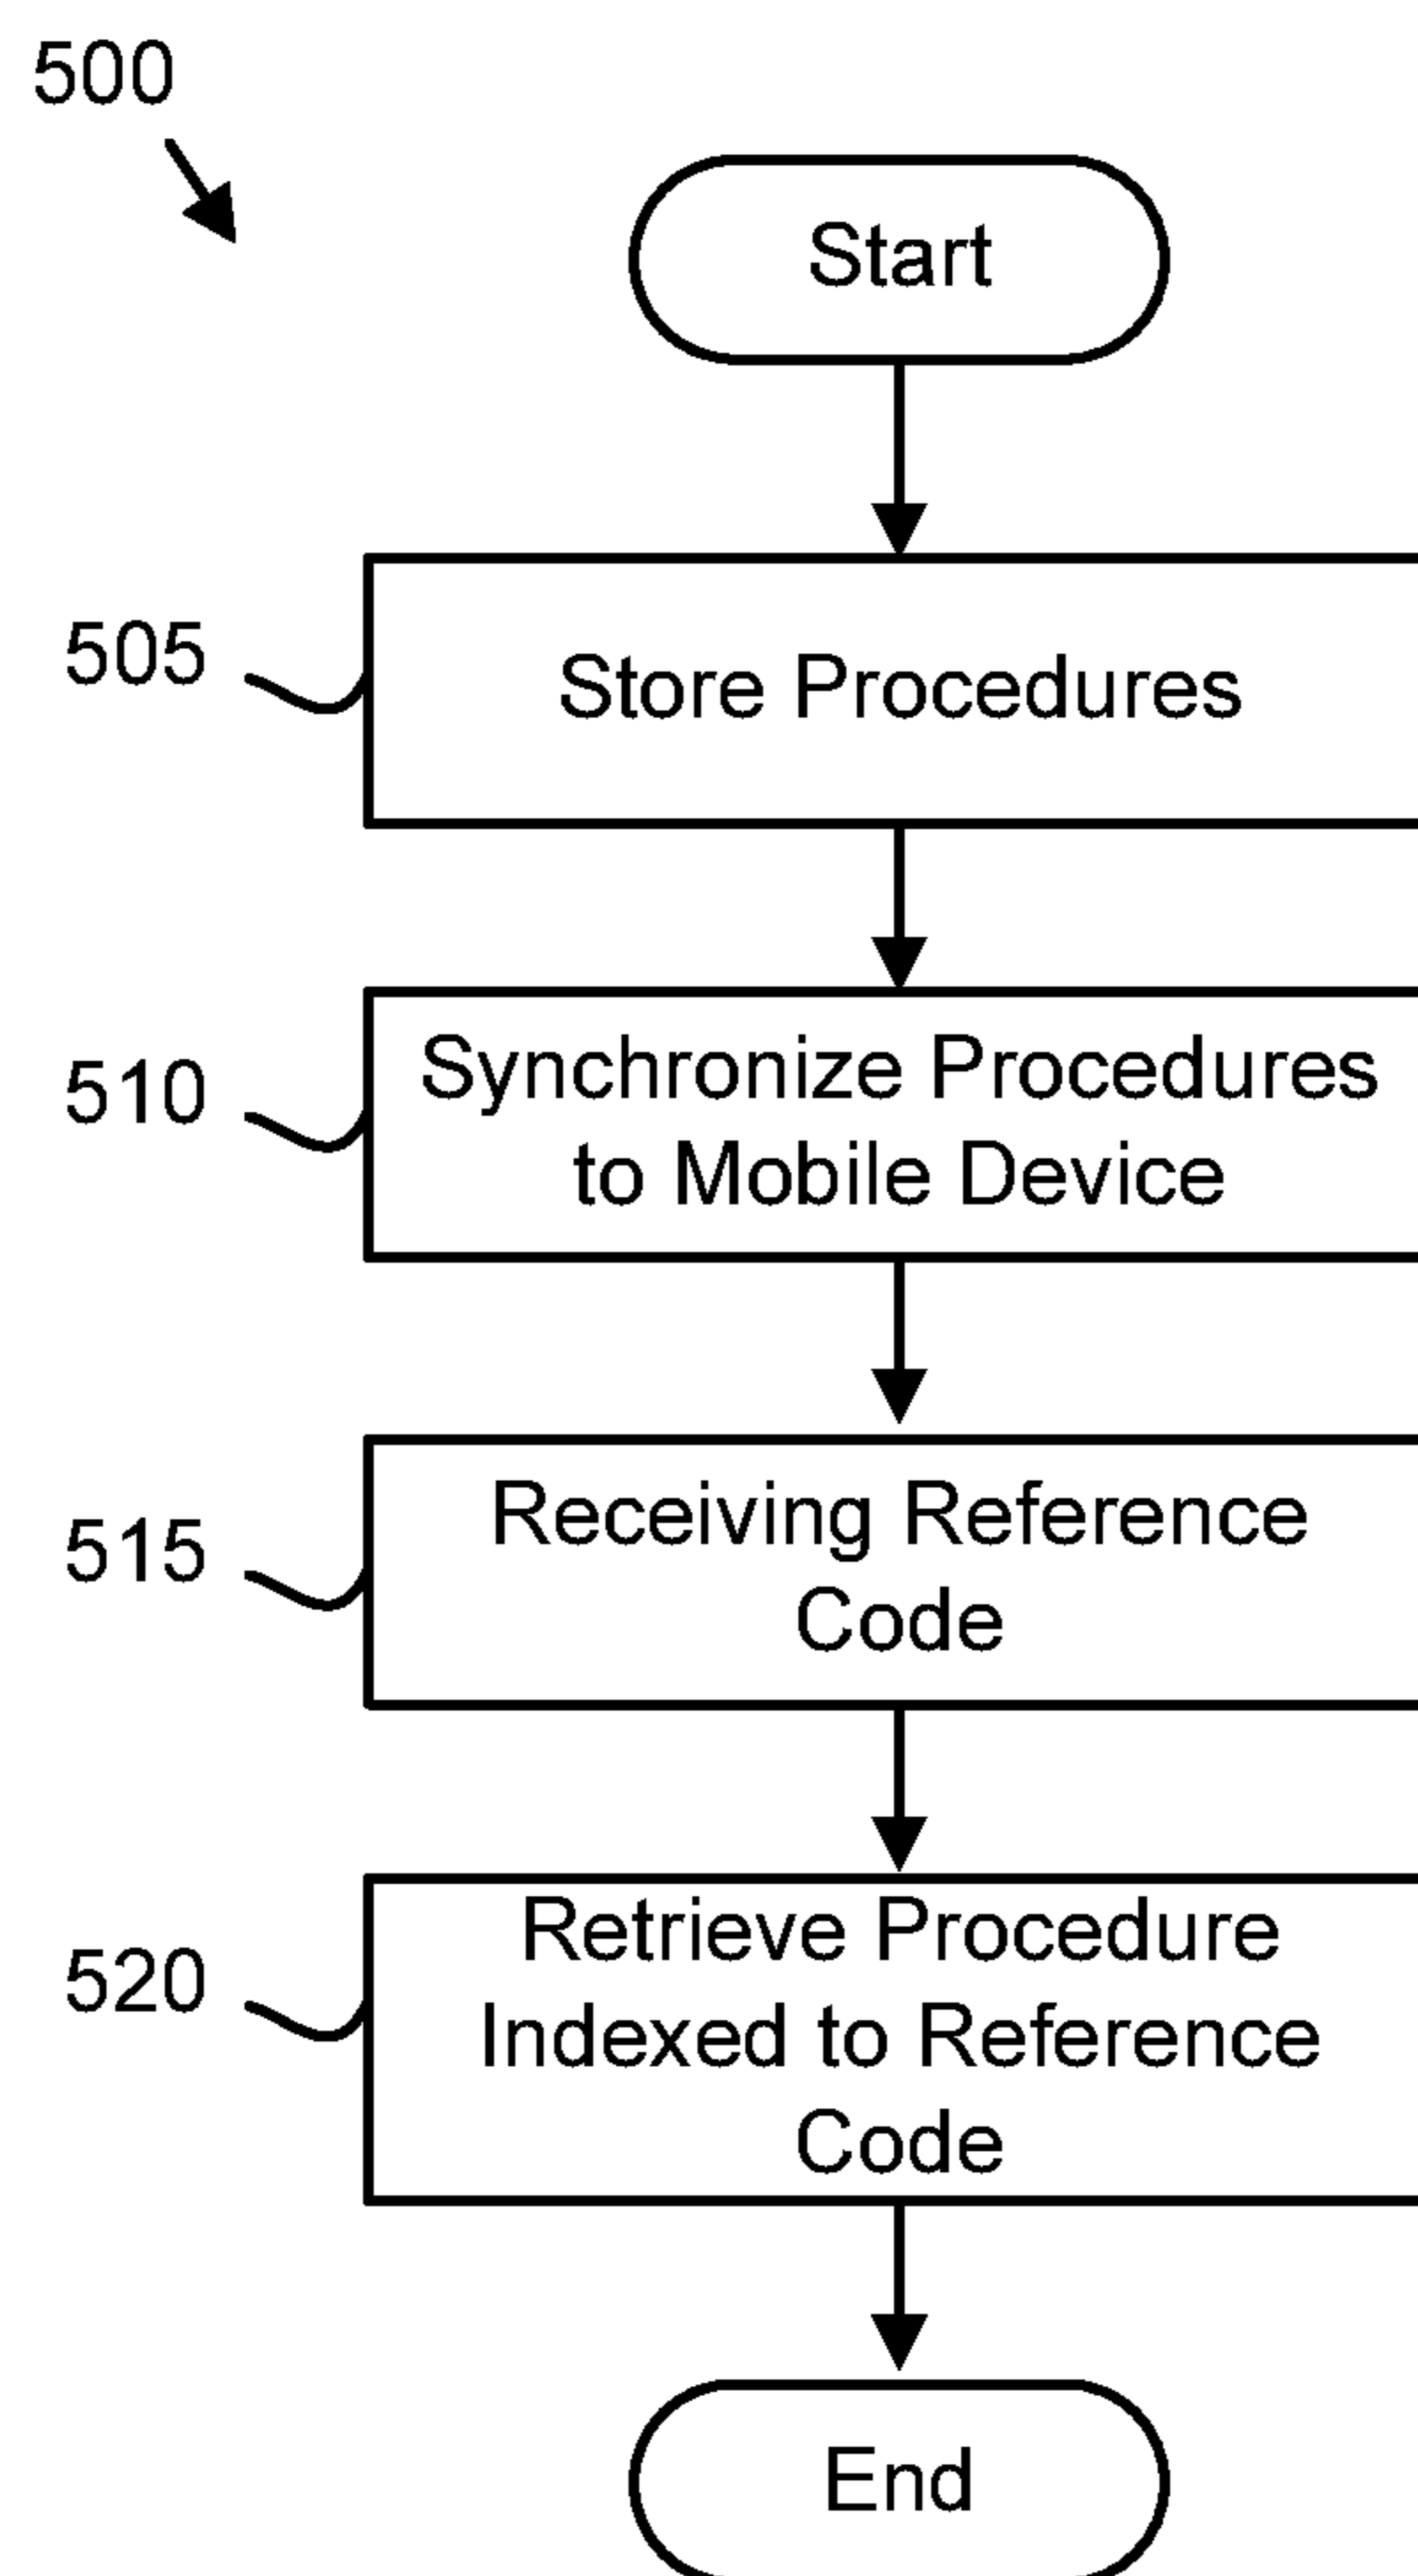 500
Start
505
Store Procedures
510
Synchronize Procedures
to Mobile Device
515
Receiving Reference
Code
520
Retrieve Procedure
Indexed to Reference
Code
End